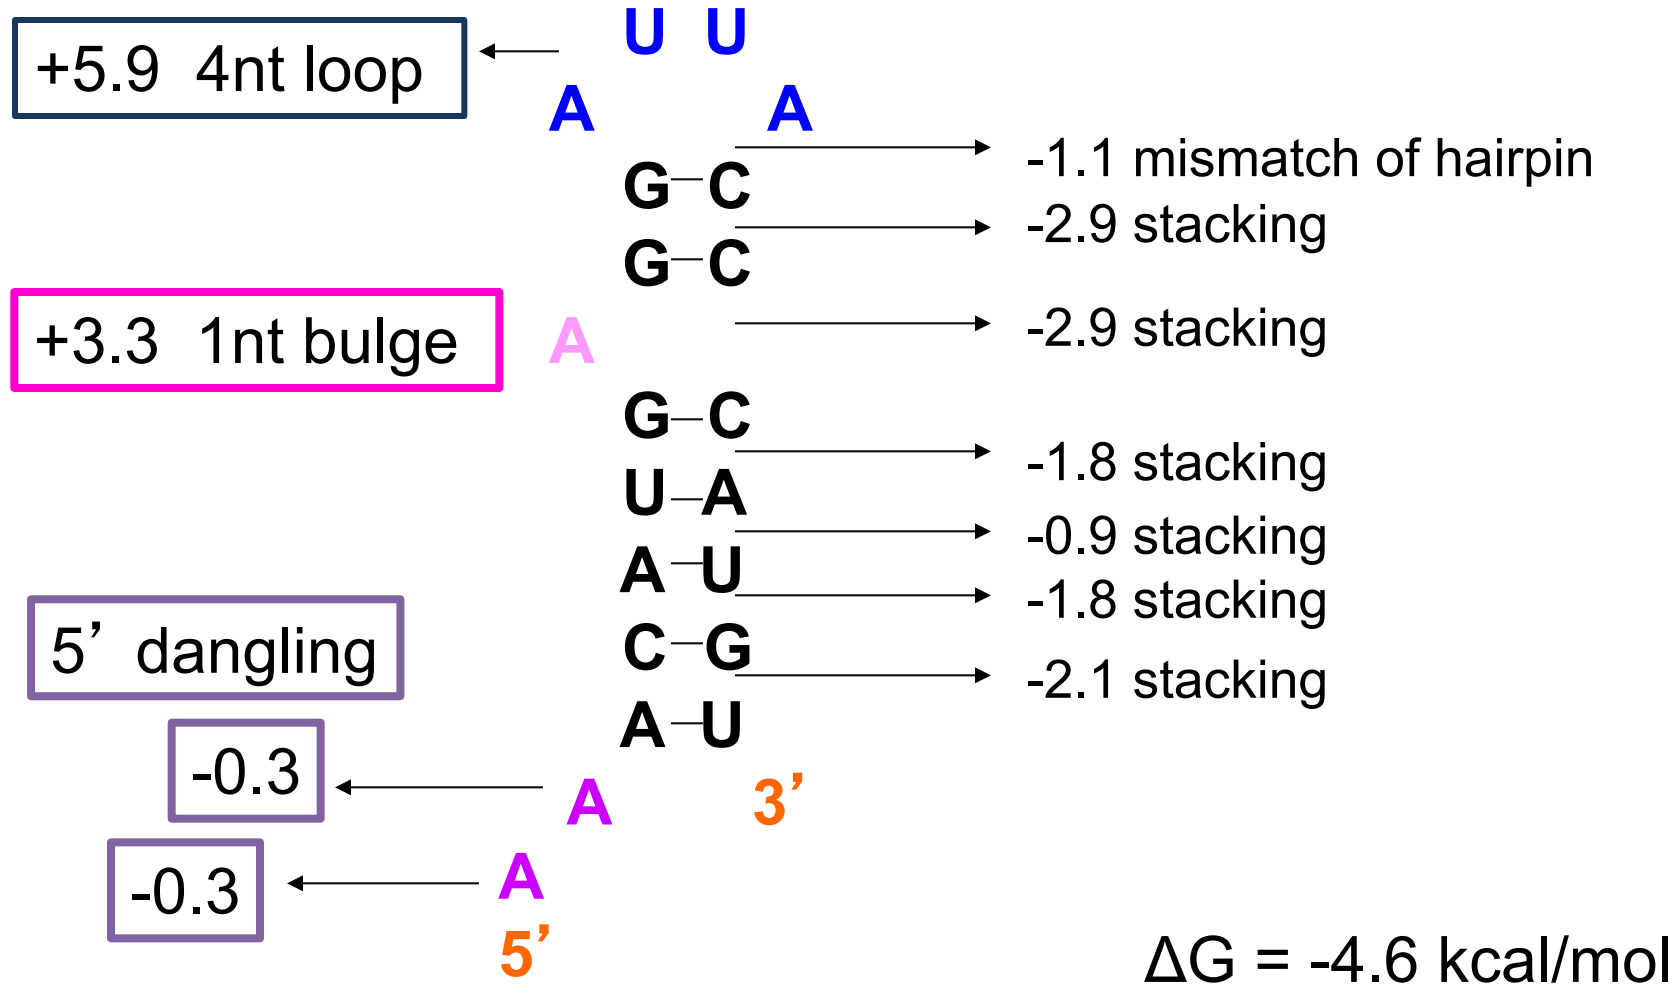 U U
+5.9 4nt loop
A A
-1.1 mismatch of hairpin
G C
-2.9 stacking
G C
+3.3 1nt bulge A -2.9 stacking
G C
-1.8 stacking
U A
-0.9 stacking
A U
-1.8 stacking
5’ dangling
C G
-2.1 stacking
A U
-0.3
A 3’
-0.3
A
5’
ΔG = -4.6 kcal/mol